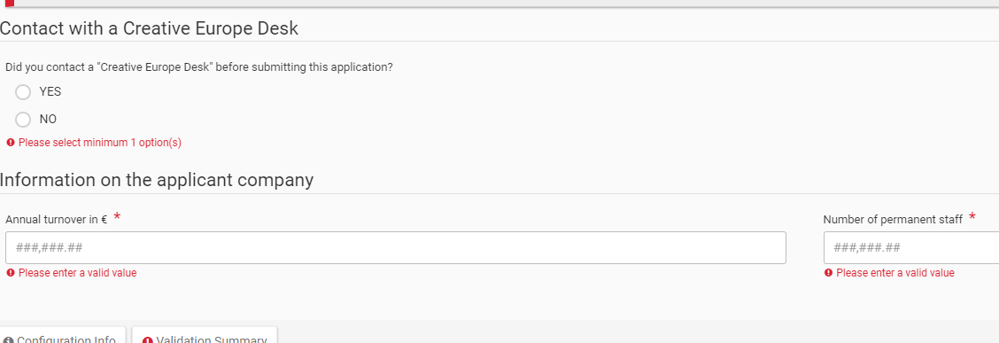 Contact with a Creative Europe Desk
Did you contact a "Creative Europe Desk" before submitting this application?
YES
NO
Please select minimum 1 option(s)
Information on the applicant company
Annual turnover in € *
Number of permanent staff *
###,###.##
###,###.##
Please enter a valid value
Please enter a valid value
Configuration Info
Validation Summary